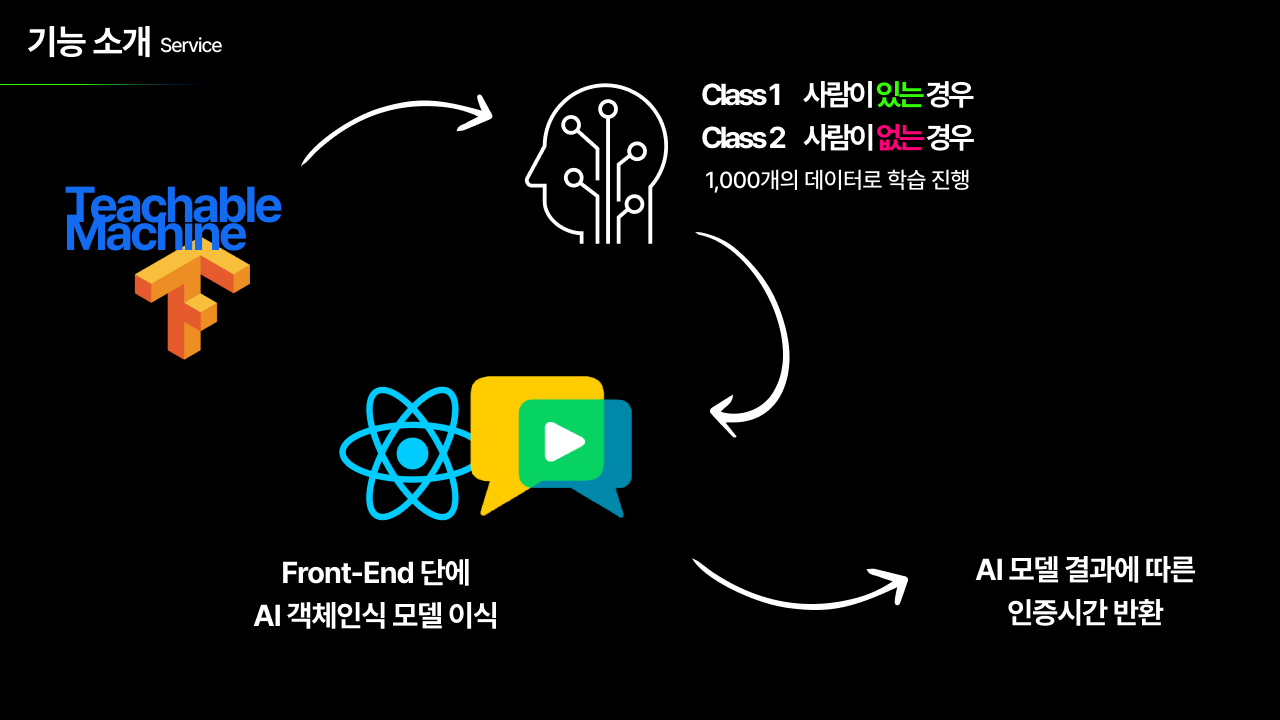 기능 소개 Service
Class 1 사람이 있는 경우
Class 2 사람이 없는 경우
1,000개의 데이터로 학습 진행
Teachable
Machine
Front-End 단에
AI 객체인식 모델 이식
AI 모델 결과에 따른
인증시간 반환